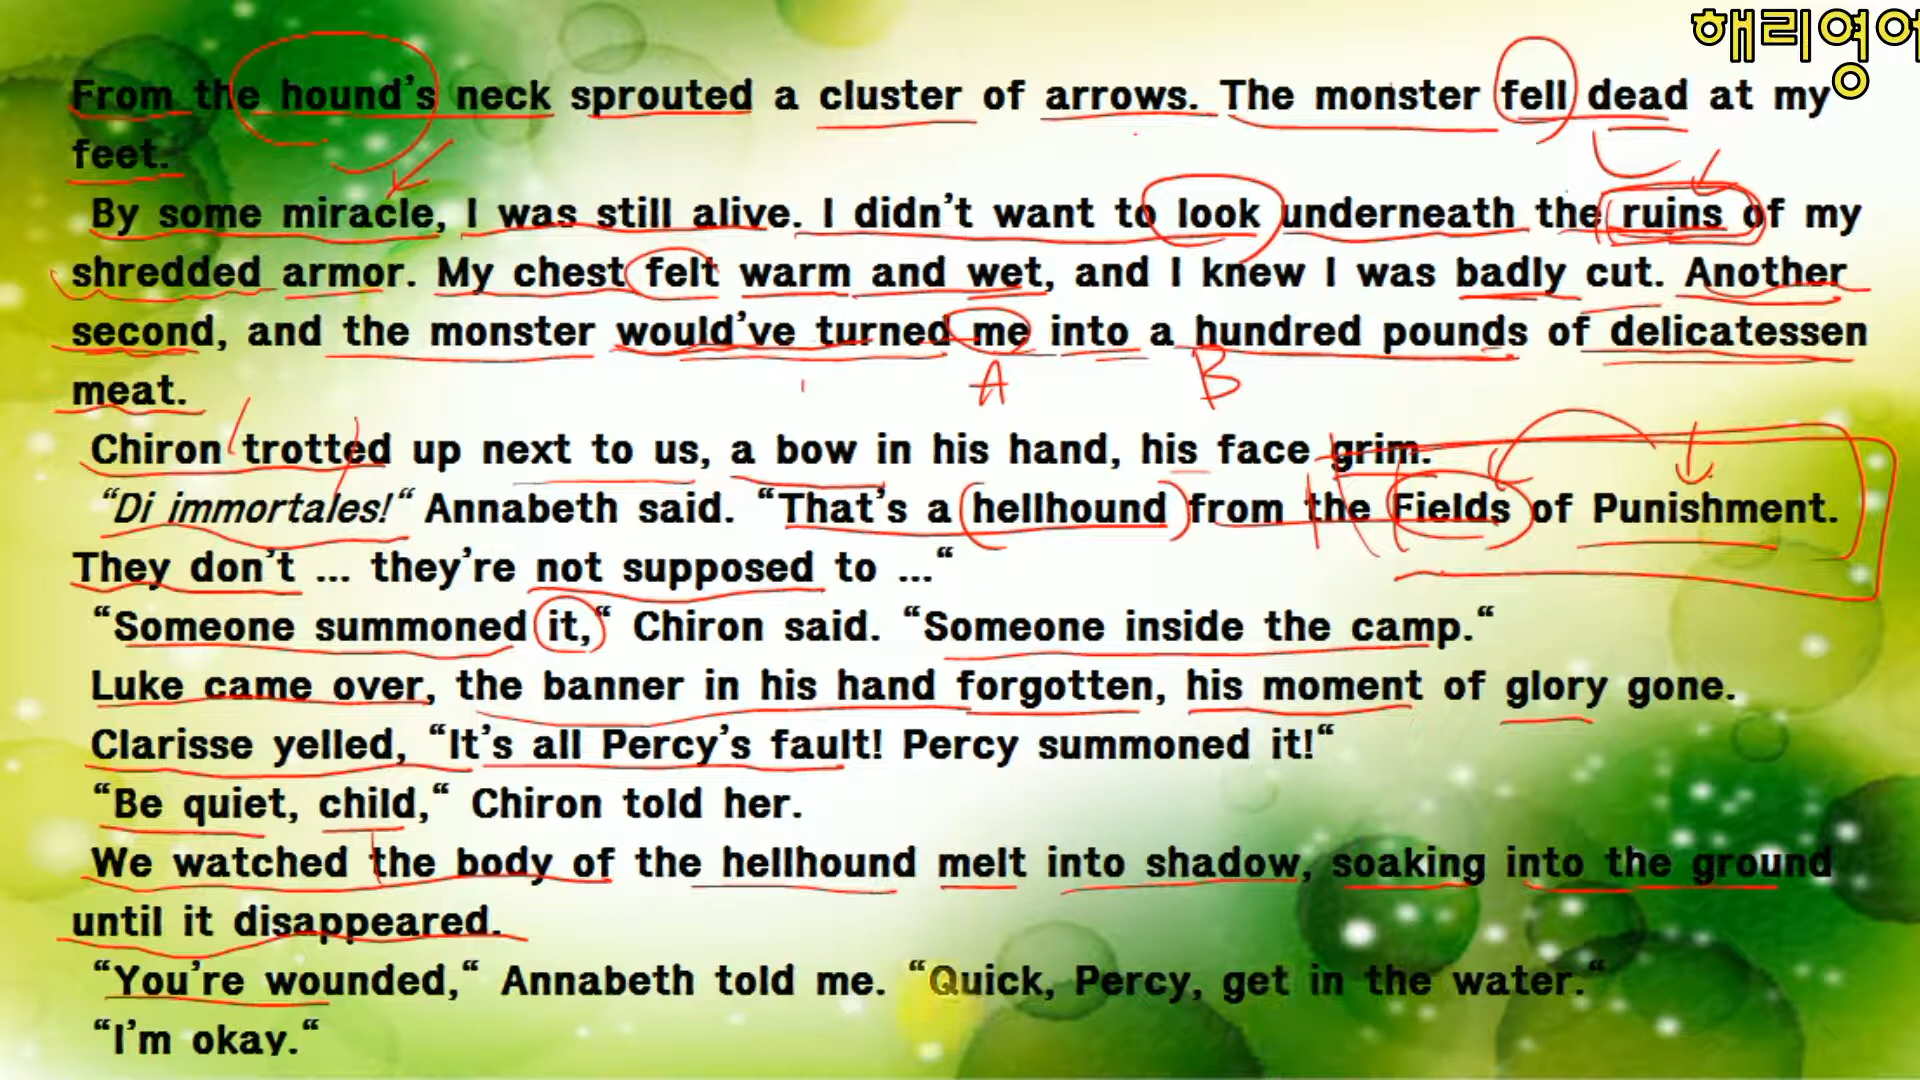 해리영어
From the hound's neck sprouted a cluster of arrows. The monster fell dead at my
feet.
By some miracle, I was still alive. I didn't want to look underneath the ruins of my
shredded armor. My chest felt warm and wet, and I knew I was badly cut. Another
second, and the monster would've turned me into a hundred pounds of delicatessen
meat.
A B
Chiron trotted up next to us, a bow in his hand, his face grim.
“Di immortales!“ Annabeth said. “That's a hellhound from the Fields of Punishment.
They don't ... they're not supposed to ...“
“Someone summoned it,“ Chiron said. “Someone inside the camp.“
Luke came over, the banner in his hand forgotten, his moment of glory gone.
Clarisse yelled, “It's all Percy's fault! Percy summoned it!“
“Be quiet, child,“ Chiron told her.
We watched the body of the hellhound melt into shadow, soaking into the ground
until it disappeared.
“You're wounded,“ Annabeth told me. “Quick, Percy, get in the water.“
“I'm okay.“